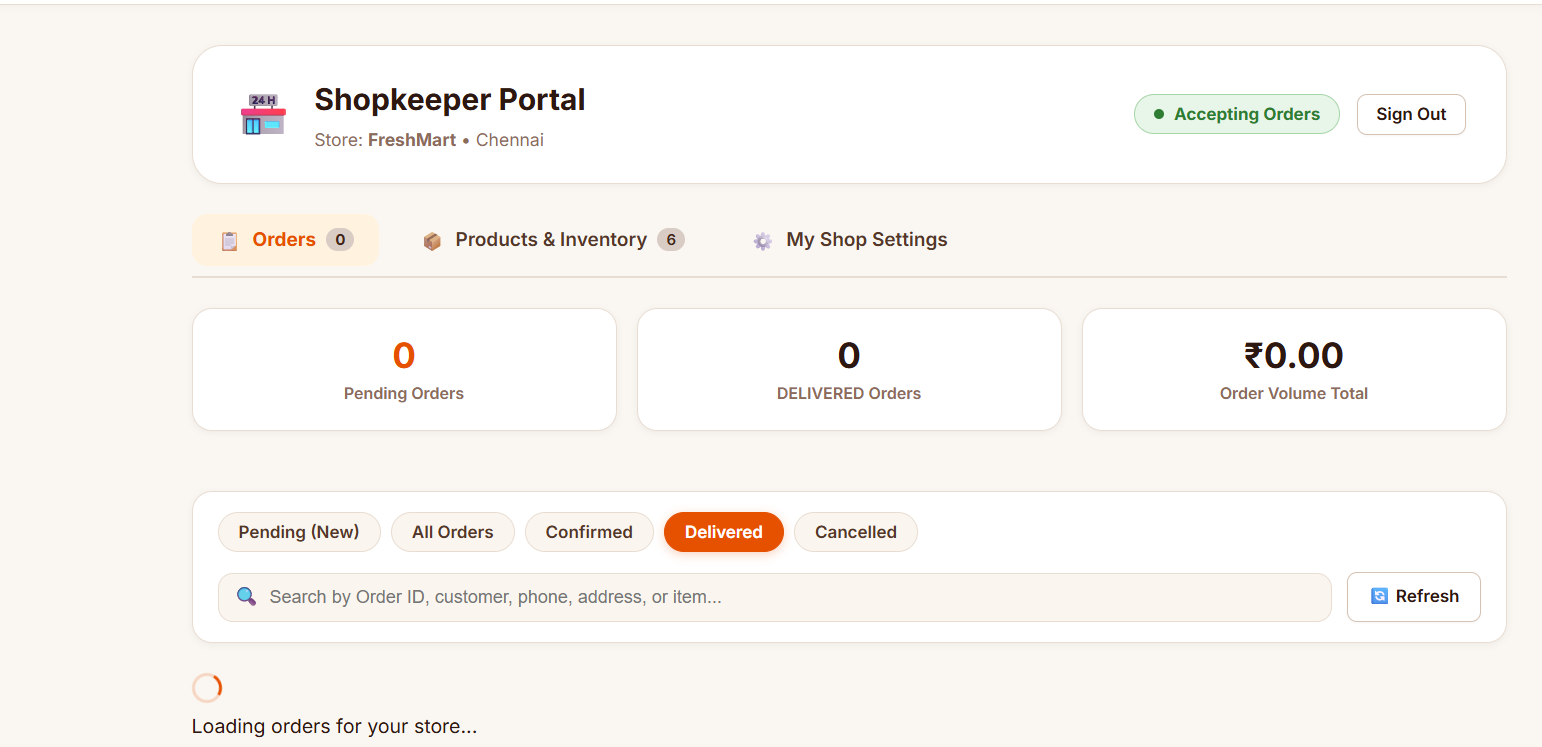 24 H
Shopkeeper Portal
Store: FreshMart • Chennai
Accepting Orders
Sign Out
Orders 0
Products & Inventory 6
My Shop Settings
0
Pending Orders
0
DELIVERED Orders
₹0.00
Order Volume Total
Pending (New)
All Orders
Confirmed
Delivered
Cancelled
Search by Order ID, customer, phone, address, or item...
Refresh
Loading orders for your store...